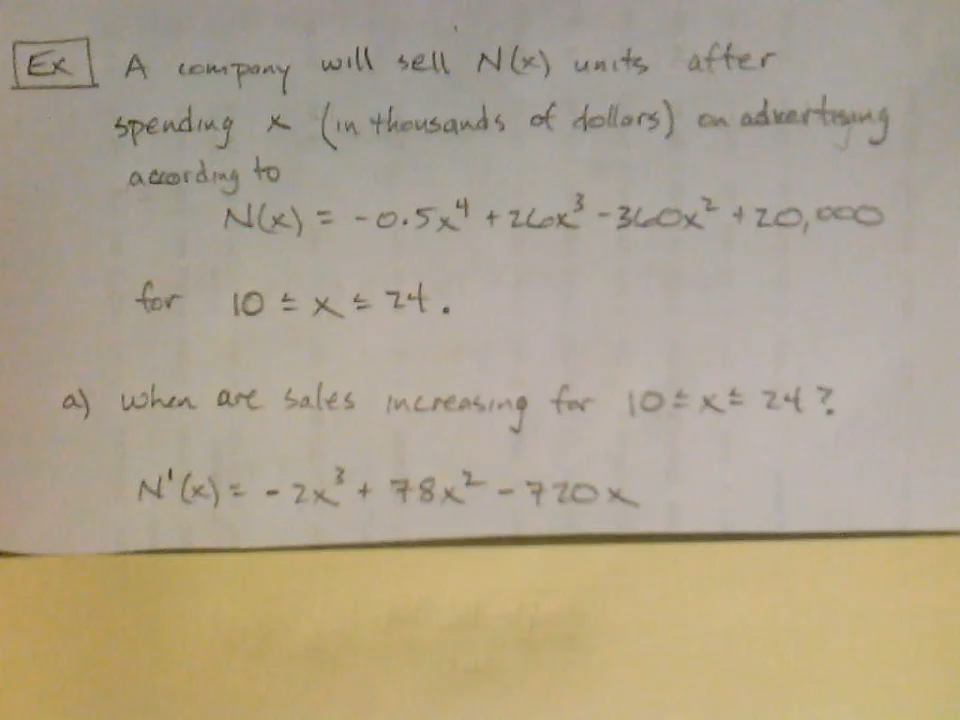 Ex A company will sell N(x) units after
spending x (in thousands of dollars) on advertising
according to
N(x) = -0.5x⁴ + 26x³ - 360x² + 20,000
for 10 ≤ x ≤ 24.
a) when are sales increasing for 10 ≤ x ≤ 24?
N'(x) = -2x³ + 78x² - 720x